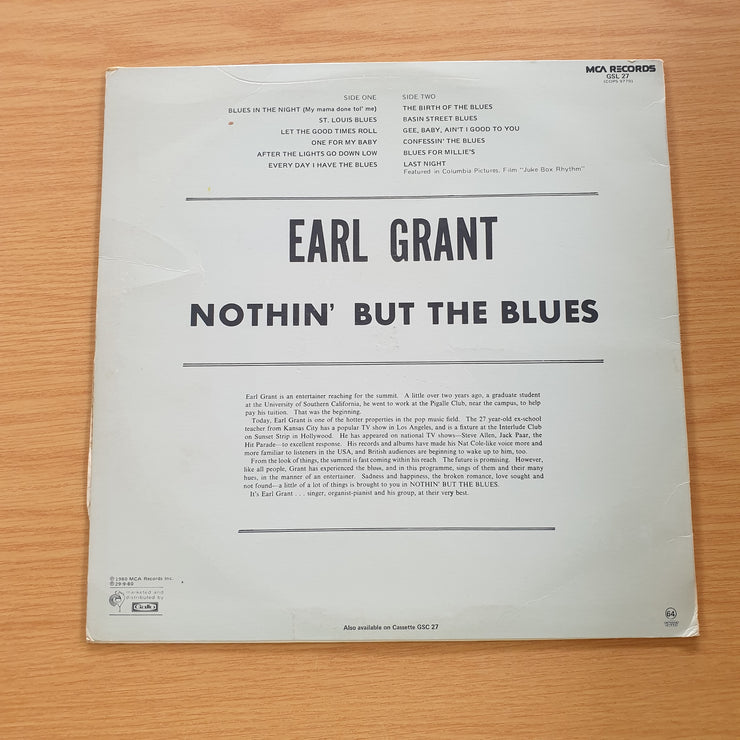 MCA RECORDS
GSL 27
(COPS 9775)
SIDE ONE
BLUES IN THE NIGHT (My mama done tol' me)
ST. LOUIS BLUES
LET THE GOOD TIMES ROLL
ONE FOR MY BABY
AFTER THE LIGHTS GO DOWN LOW
EVERY DAY I HAVE THE BLUES
SIDE TWO
THE BIRTH OF THE BLUES
BASIN STREET BLUES
GEE, BABY, AIN'T I GOOD TO YOU
CONFESSIN' THE BLUES
BLUES FOR MILLIE'S
LAST NIGHT
Featured in Columbia Pictures. Film "Juke Box Rhythm"
EARL GRANT
NOTHIN' BUT THE BLUES
Earl Grant is an entertainer reaching for the summit. A little over two years ago, a graduate student
at the University of Southern California, he went to work at the Pigalle Club, near the campus, to help
pay his tuition. That was the beginning.
Today, Earl Grant is one of the hotter properties in the pop music field. The 27 year-old ex-school
teacher from Kansas City has a popular TV show in Los Angeles, and is a fixture at the Interlude Club
on Sunset Strip in Hollywood. He has appeared on national TV shows—Steve Allen, Jack Paar, the
Hit Parade—to excellent response. His records and albums have made his Nat Cole-like voice more and
more familiar to listeners in the USA, and British audiences are beginning to wake up to him, too.
From the look of things, the summit is fast coming within his reach. The future is promising. However,
like all people, Grant has experienced the blues, and in this programme, sings of them and their many
hues, in the manner of an entertainer. Sadness and happiness, the broken romance, love sought and
not found—a little of a lot of things is brought to you in NOTHIN' BUT THE BLUES.
It's Earl Grant . . . singer, organist-pianist and his group, at their very best.
℗ 1980 MCA Records Inc.
© 29-9-80
marketed and
distributed by
Gallo
Also available on Cassette GSC 27
64